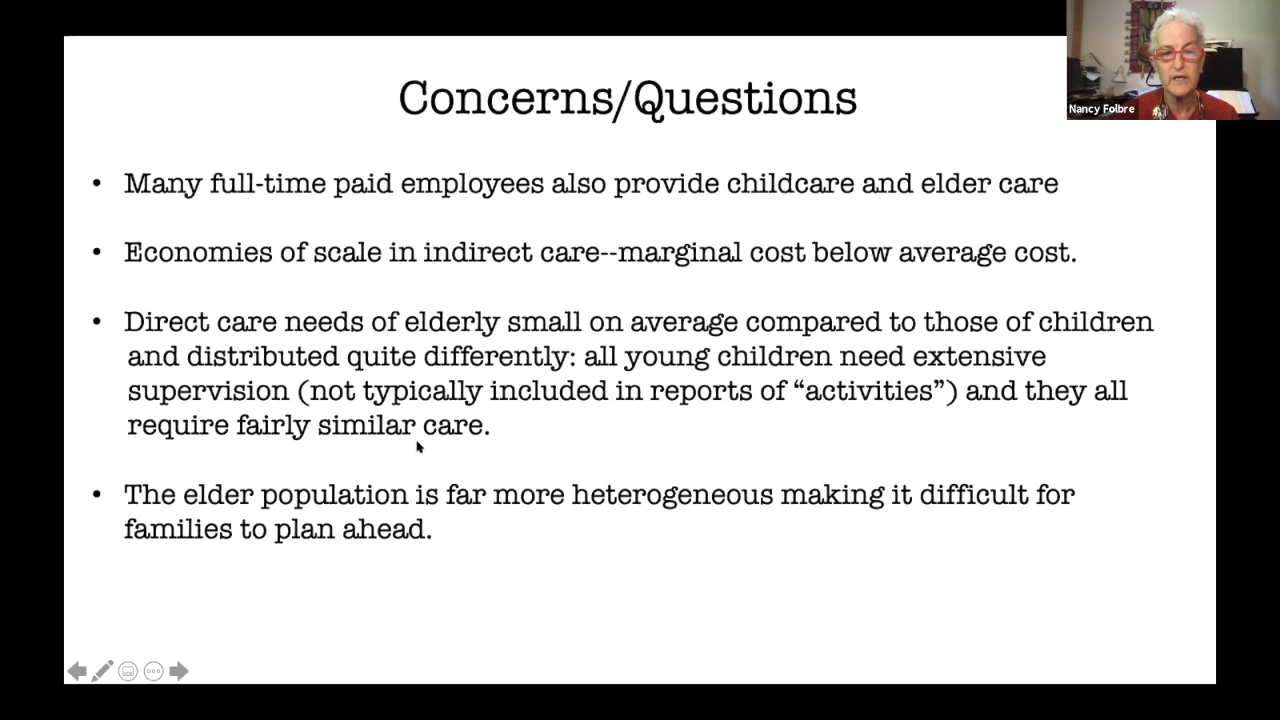 Concerns/Questions
Nancy Folbre
• Many full-time paid employees also provide childcare and elder care
• Economies of scale in indirect care--marginal cost below average cost.
• Direct care needs of elderly small on average compared to those of children
and distributed quite differently: all young children need extensive
supervision (not typically included in reports of “activities”) and they all
require fairly similar care.
• The elder population is far more heterogeneous making it difficult for
families to plan ahead.